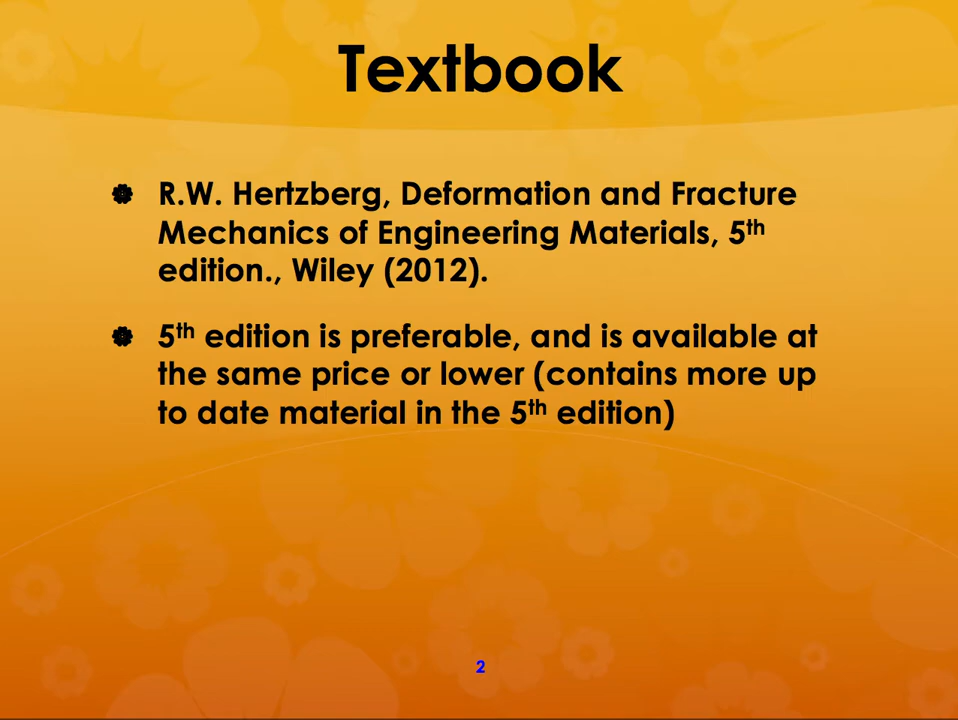 Textbook
R.W. Hertzberg, Deformation and Fracture
Mechanics of Engineering Materials, 5th
edition., Wiley (2012).
5th edition is preferable, and is available at
the same price or lower (contains more up
to date material in the 5th edition)
2